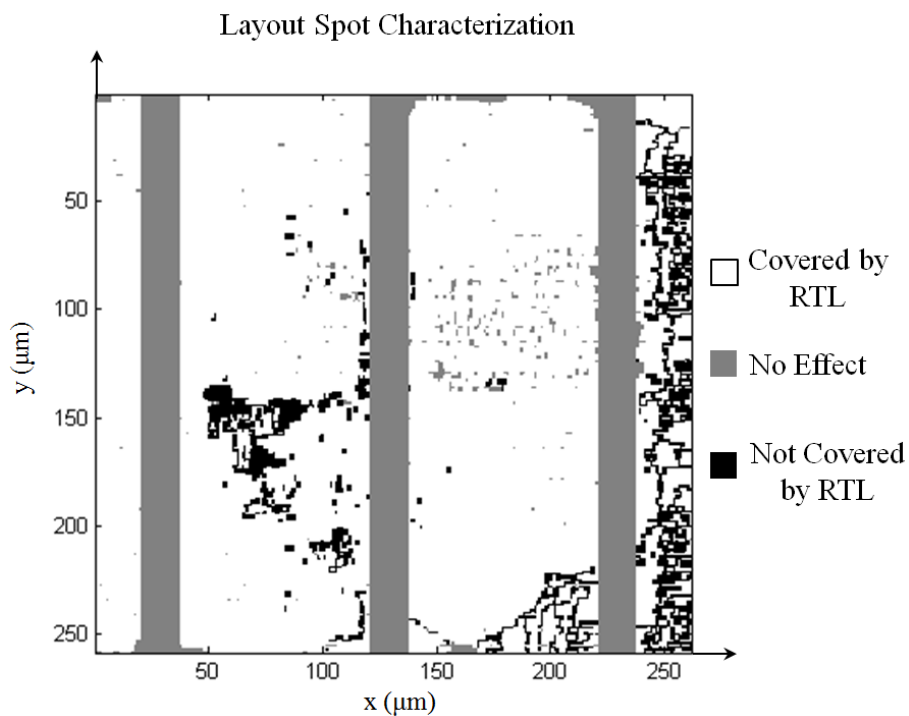 Layout Spot Characterization
y (μm)
50
100
150
200
250
50
100
150
200
250
x (μm)
Covered by
RTL
No Effect
Not Covered
by RTL